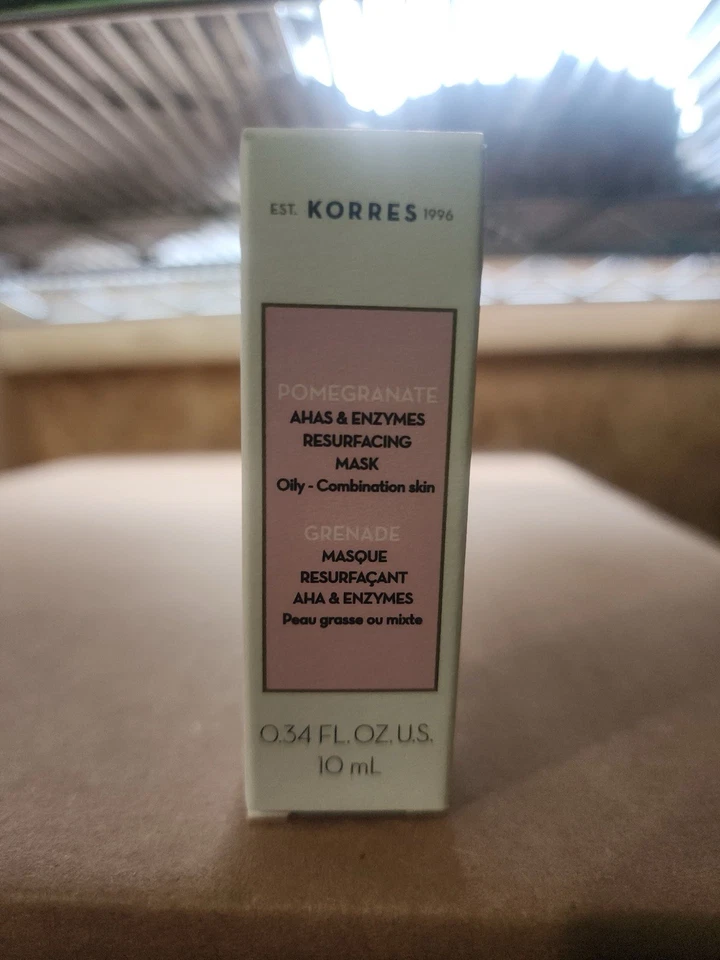 EST. KORRES 1996
POMEGRANATE
AHAS & ENZYMES
RESURFACING
MASK
Oily - Combination skin
GRENADE
MASQUE
RESURFAÇANT
AHA & ENZYMES
Peau grasse ou mixte
0.34 FL. OZ. U.S.
10 mL